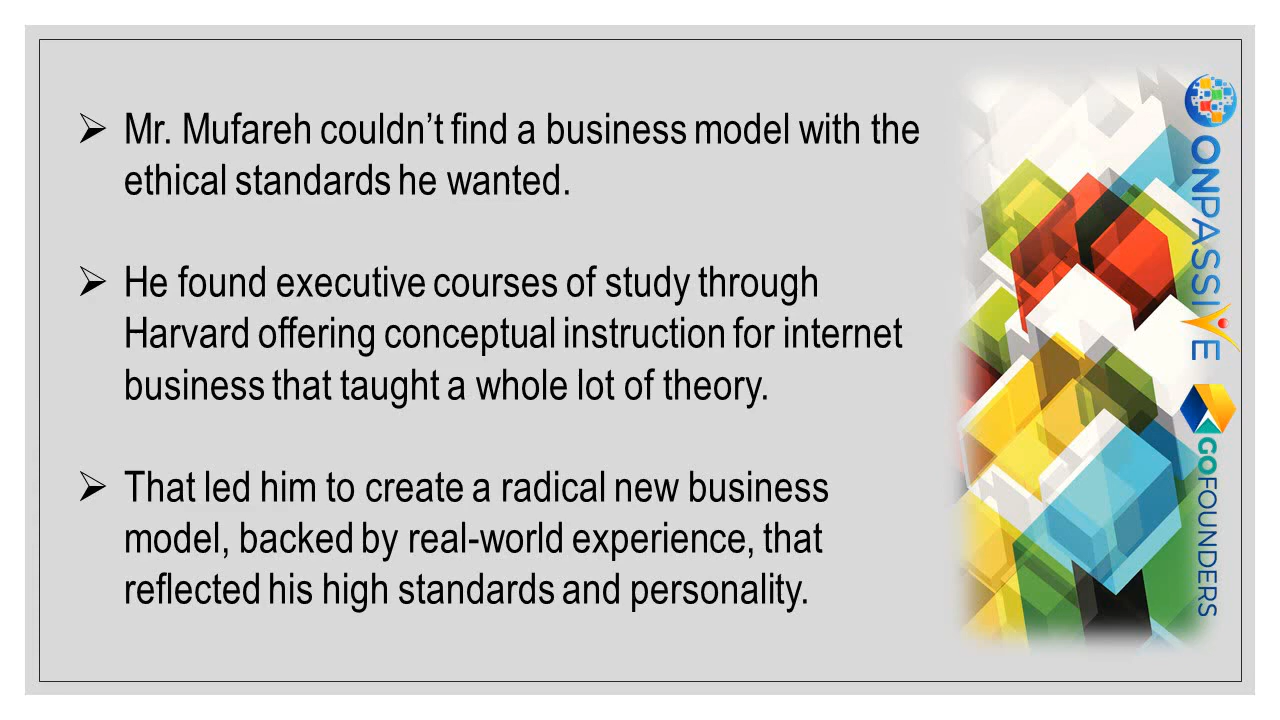 Mr. Mufareh couldn’t find a business model with the
ethical standards he wanted.
He found executive courses of study through
Harvard offering conceptual instruction for internet
business that taught a whole lot of theory.
That led him to create a radical new business
model, backed by real-world experience, that
reflected his high standards and personality.
ONPASSIVE
GOFOUNDERS